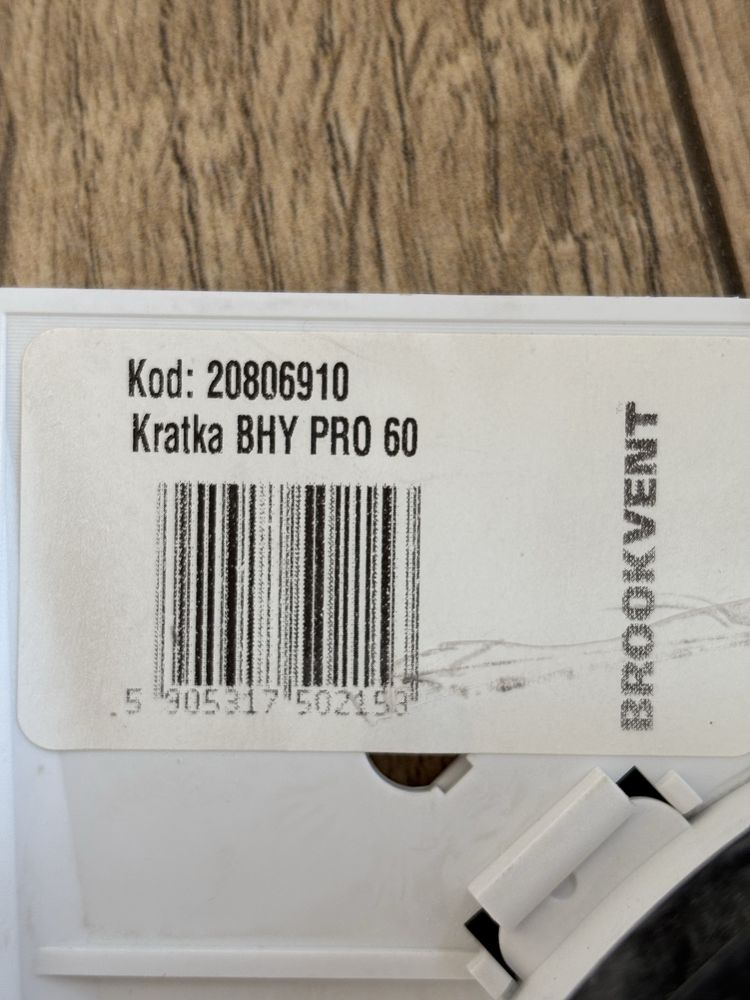 Kod: 20806910
Kratka BHY PRO 60
5 905317 502153
BROOKVENT